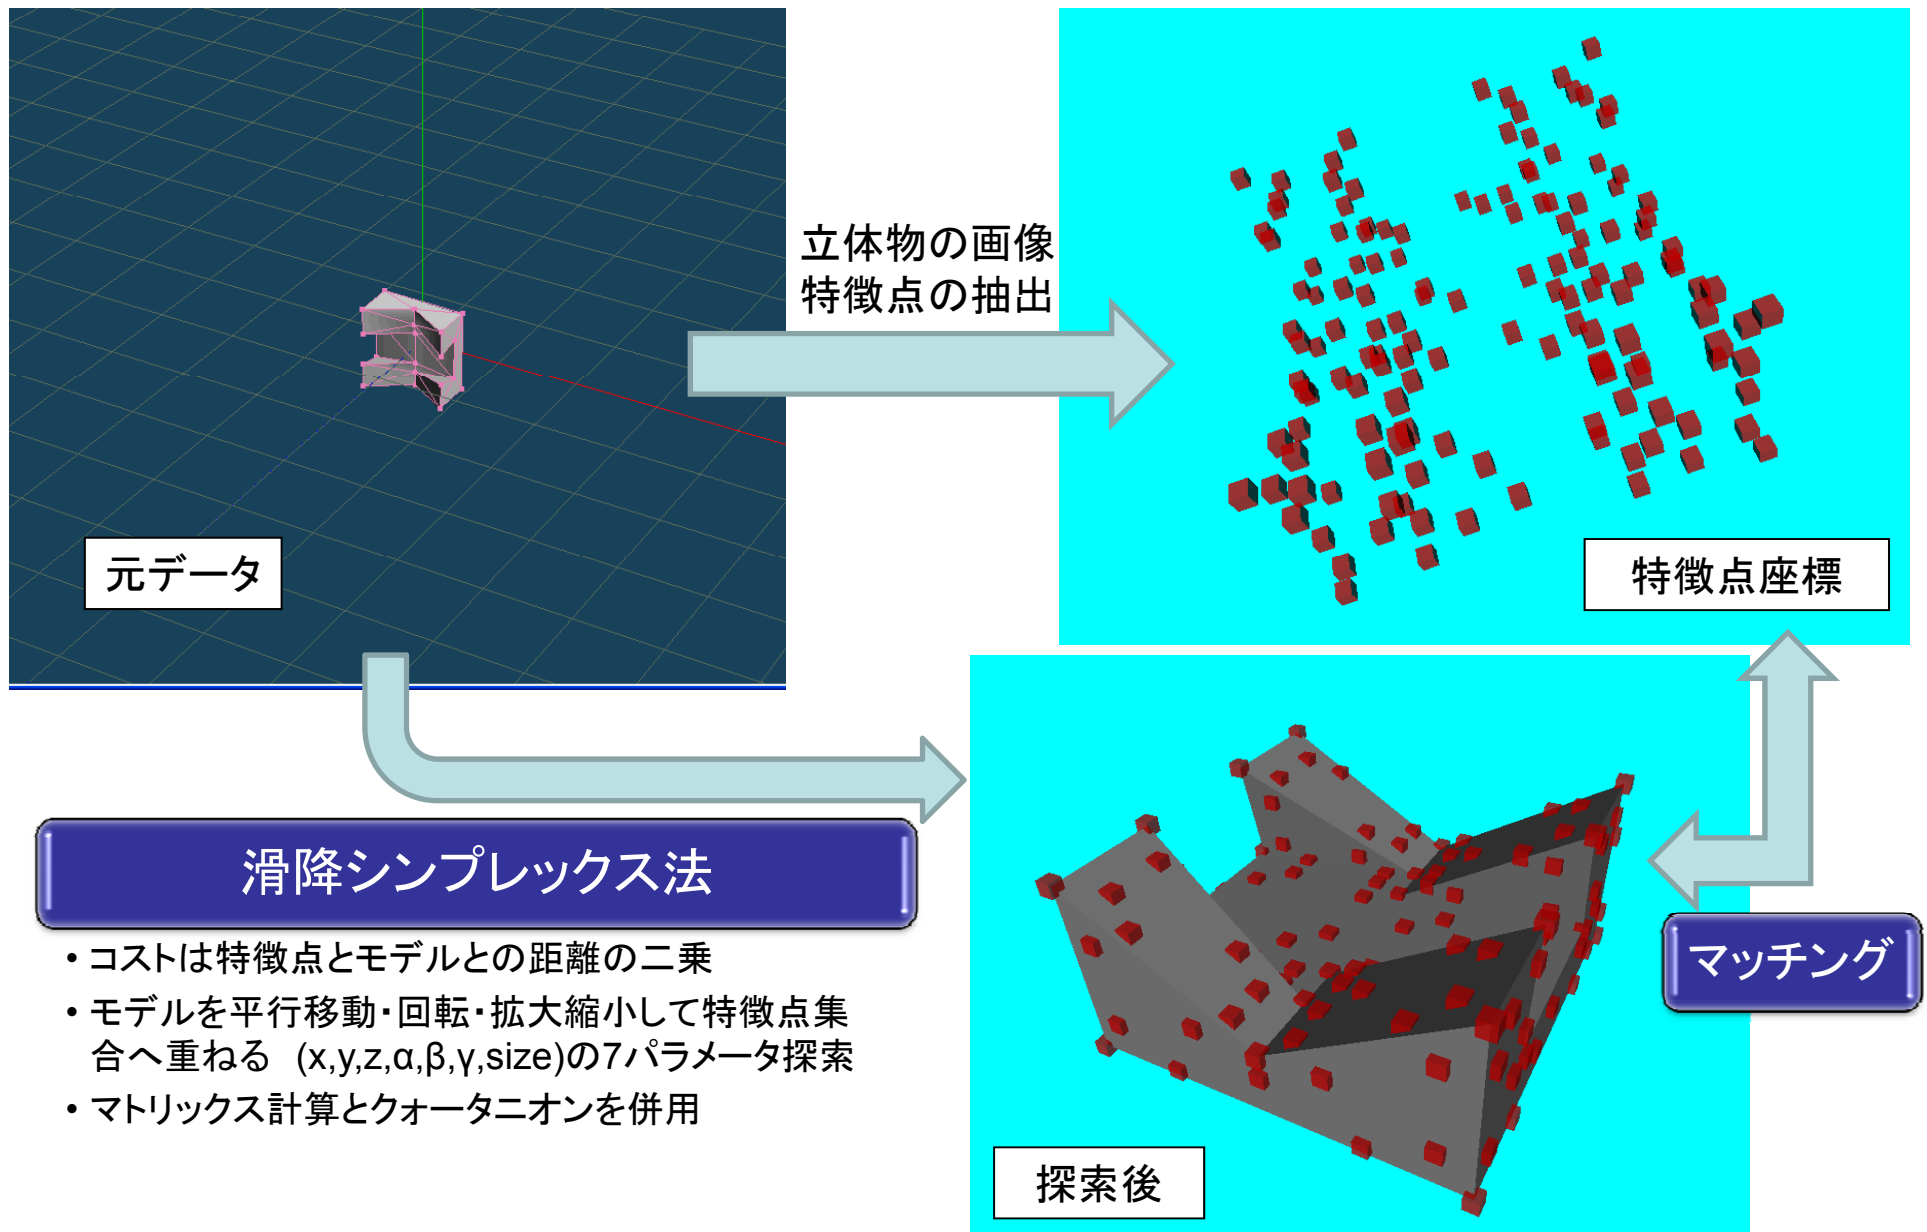 立体物の画像
特徴点の抽出
元データ
特徴点座標
滑降シンプレックス法
• コストは特徴点とモデルとの距離の二乗
• モデルを平行移動・回転・拡大縮小して特徴点集
合へ重ねる (x,y,z,α,β,γ,size)の7パラメータ探索
• マトリックス計算とクォータニオンを併用
マッチング
探索後